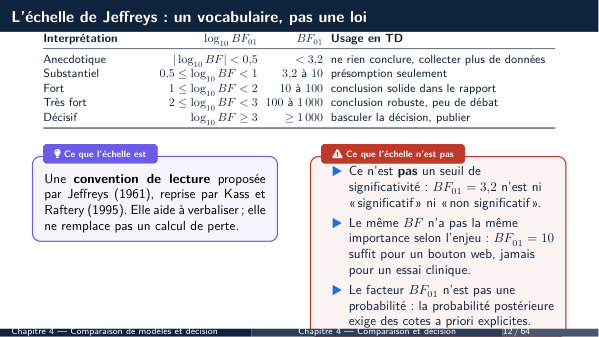 L'échelle de Jeffreys : un vocabulaire, pas une loi
Interprétation log₁₀ BF₀₁ BF₀₁ Usage en TD
Anecdotique |log₁₀ BF| < 0,5 < 3,2 ne rien conclure, collecter plus de données
Substantiel 0,5 ≤ log₁₀ BF < 1 3,2 à 10 présomption seulement
Fort 1 ≤ log₁₀ BF < 2 10 à 100 conclusion solide dans le rapport
Très fort 2 ≤ log₁₀ BF < 3 100 à 1 000 conclusion robuste, peu de débat
Décisif log₁₀ BF ≥ 3 ≥ 1 000 basculer la décision, publier
Ce que l'échelle est
Une convention de lecture proposée
par Jeffreys (1961), reprise par Kass et
Raftery (1995). Elle aide à verbaliser ; elle
ne remplace pas un calcul de perte.
Ce que l'échelle n'est pas
Ce n'est pas un seuil de
significativité : BF₀₁ = 3,2 n'est ni
« significatif » ni « non significatif ».
Le même BF n'a pas la même
importance selon l'enjeu : BF₀₁ = 10
suffit pour un bouton web, jamais
pour un essai clinique.
Le facteur BF₀₁ n'est pas une
probabilité : la probabilité postérieure
exige des cotes a priori explicites.
Chapitre 4 — Comparaison de modèles et décision Chapitre 4 — Comparaison de modèles et décision 12 / 64